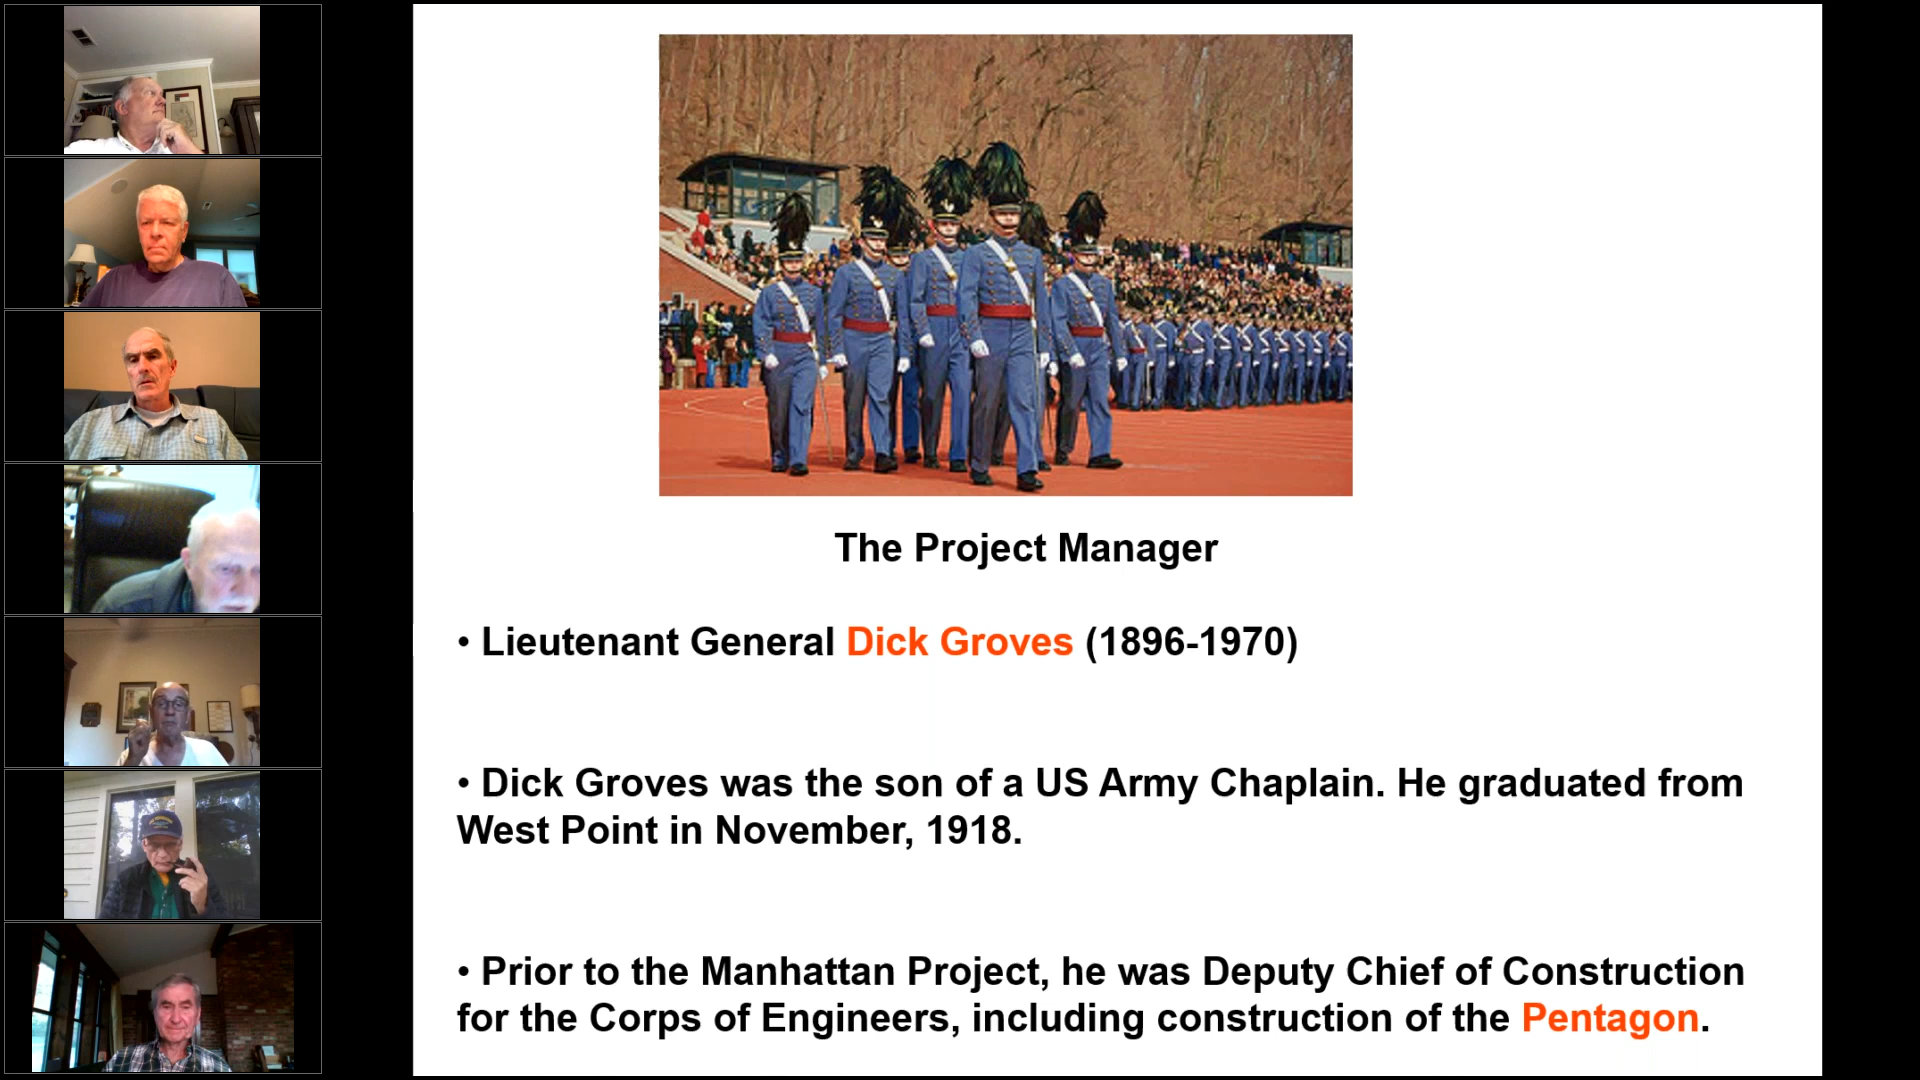 The Project Manager
• Lieutenant General Dick Groves (1896-1970)
• Dick Groves was the son of a US Army Chaplain. He graduated from
West Point in November, 1918.
• Prior to the Manhattan Project, he was Deputy Chief of Construction
for the Corps of Engineers, including construction of the Pentagon.